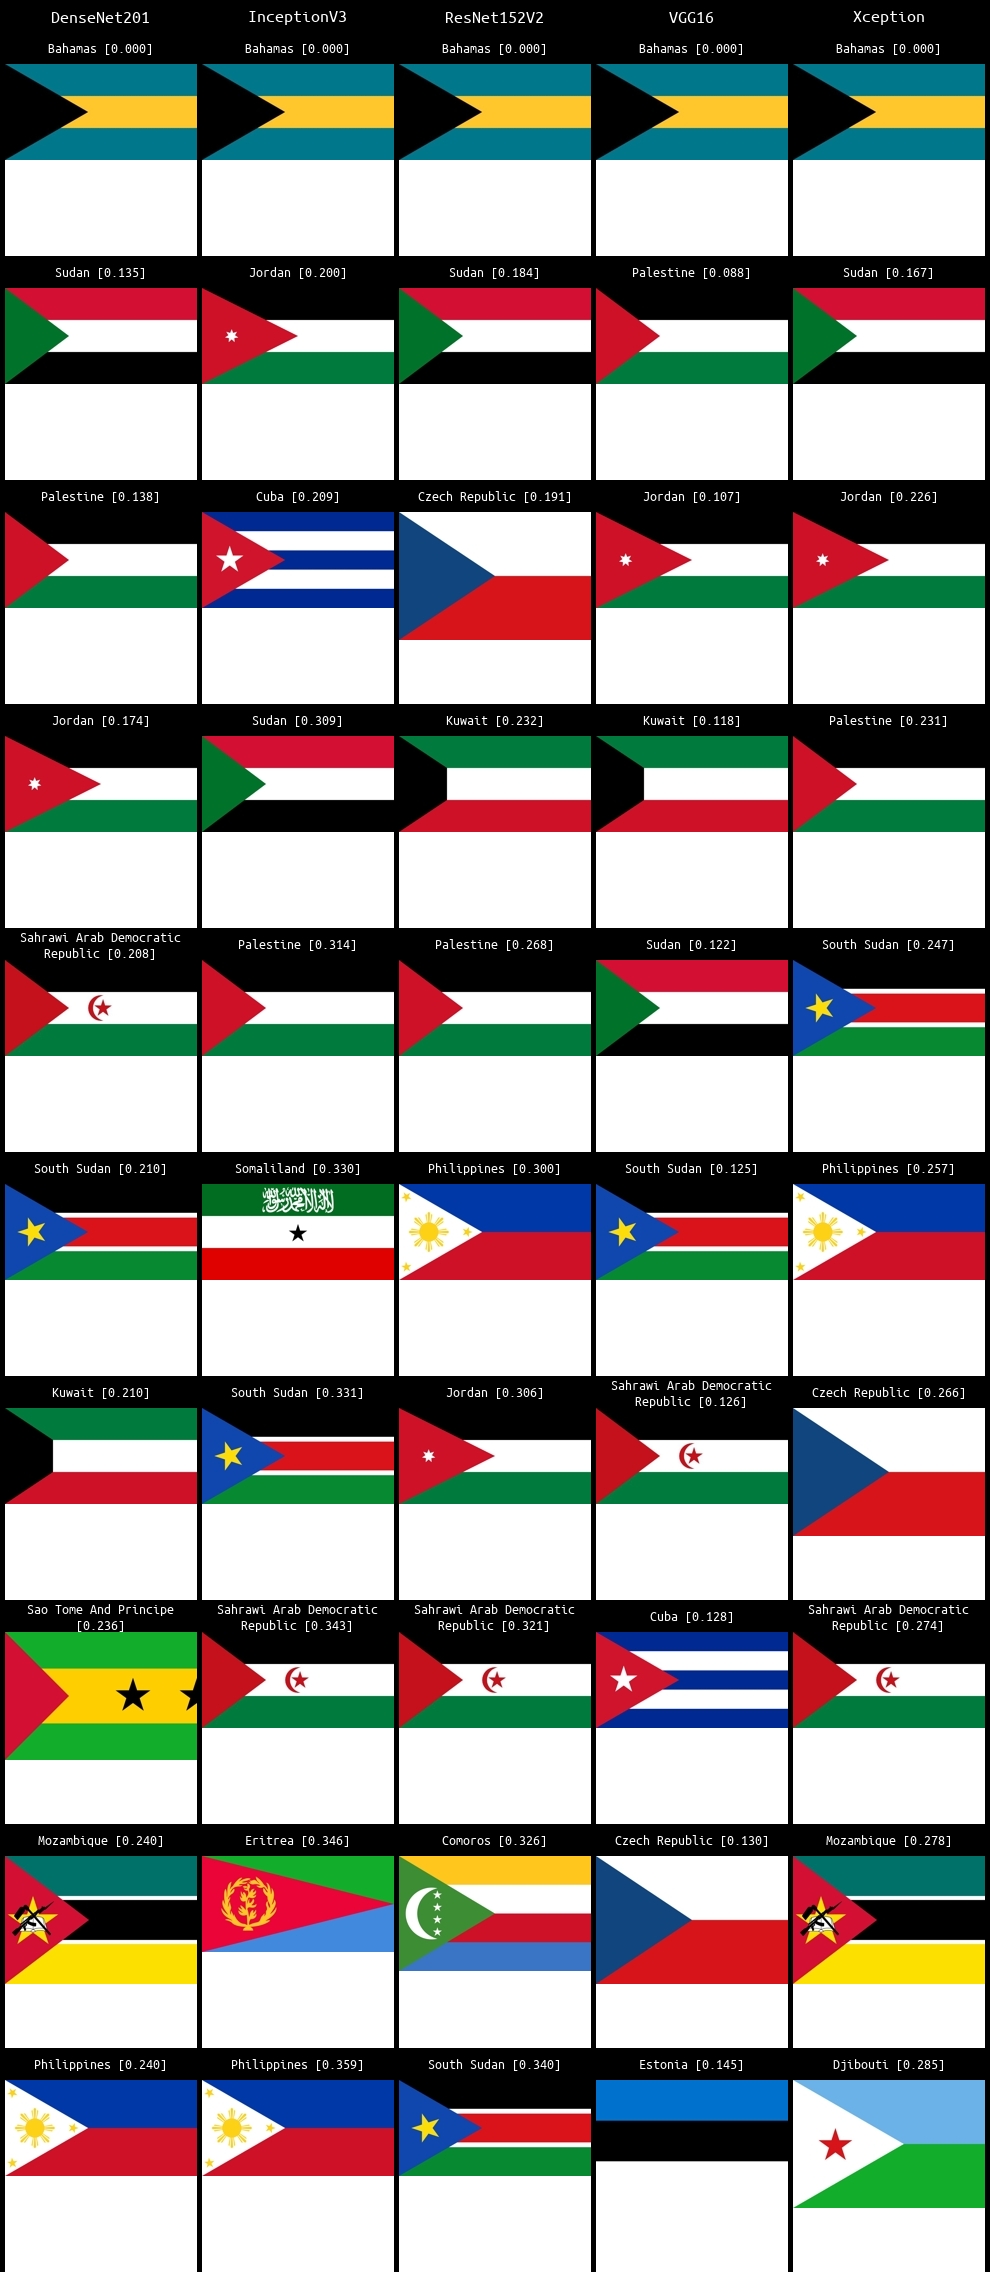 DenseNet201 InceptionV3 ResNet152V2 VGG16 Xception
Bahamas [0.000] Bahamas [0.000] Bahamas [0.000] Bahamas [0.000] Bahamas [0.000]
Sudan [0.135] Jordan [0.200] Sudan [0.184] Palestine [0.088] Sudan [0.167]
Palestine [0.138] Cuba [0.209] Czech Republic [0.191] Jordan [0.107] Jordan [0.226]
Jordan [0.174] Sudan [0.309] Kuwait [0.232] Kuwait [0.118] Palestine [0.231]
Sahrawi Arab Democratic
Republic [0.208] Palestine [0.314] Palestine [0.268] Sudan [0.122] South Sudan [0.247]
South Sudan [0.210] Somaliland [0.330] Philippines [0.300] South Sudan [0.125] Philippines [0.257]
Kuwait [0.210] South Sudan [0.331] Jordan [0.306] Sahrawi Arab Democratic
Republic [0.126] Czech Republic [0.266]
Sao Tome And Principe
[0.236] Sahrawi Arab Democratic
Republic [0.343] Sahrawi Arab Democratic
Republic [0.321] Cuba [0.128] Sahrawi Arab Democratic
Republic [0.274]
Mozambique [0.240] Eritrea [0.346] Comoros [0.326] Czech Republic [0.130] Mozambique [0.278]
Philippines [0.240] Philippines [0.359] South Sudan [0.340] Estonia [0.145] Djibouti [0.285]